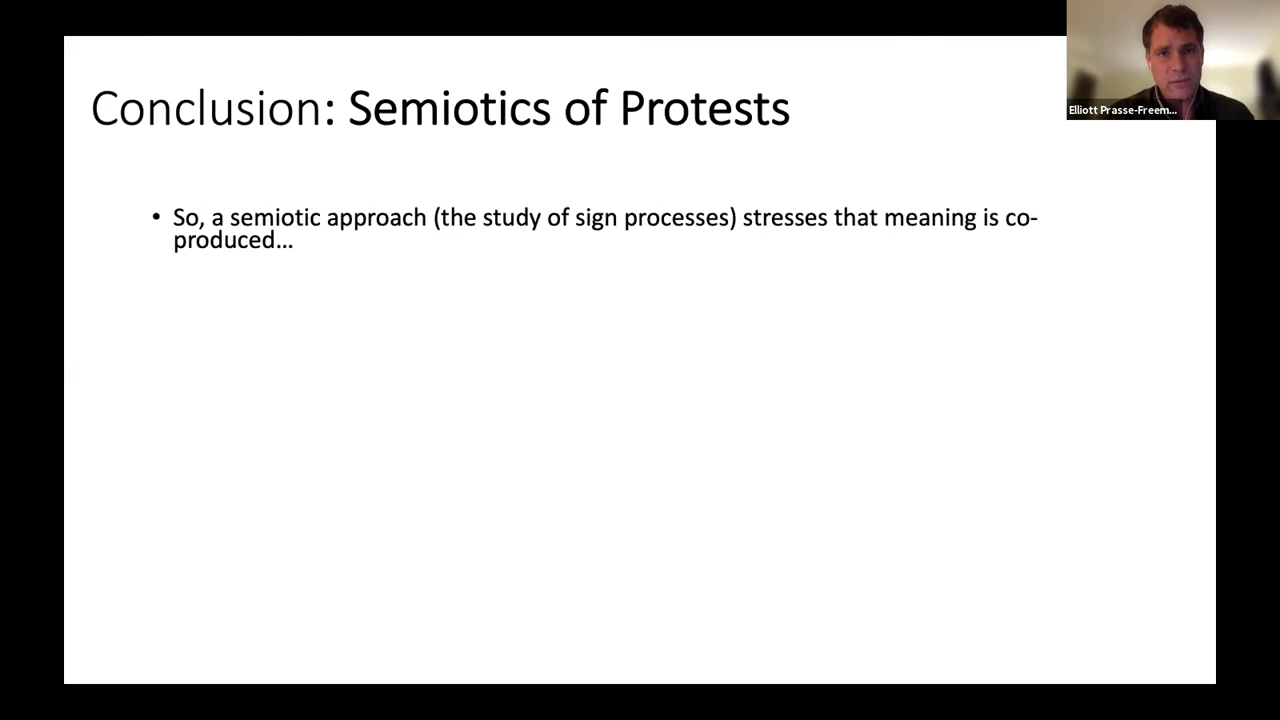 Elliott Prasse-Freem...
Conclusion: Semiotics of Protests
• So, a semiotic approach (the study of sign processes) stresses that meaning is co-
produced…